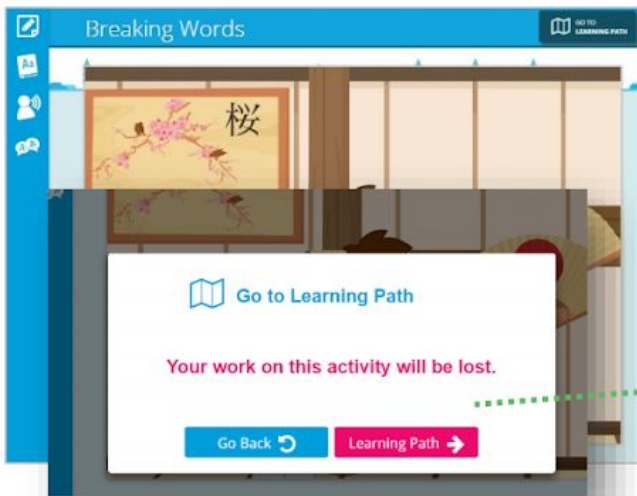 Breaking Words
GO TO
LEARNING PATH
Aa
桜
Go to Learning Path
Your work on this activity will be lost.
Go Back
Learning Path